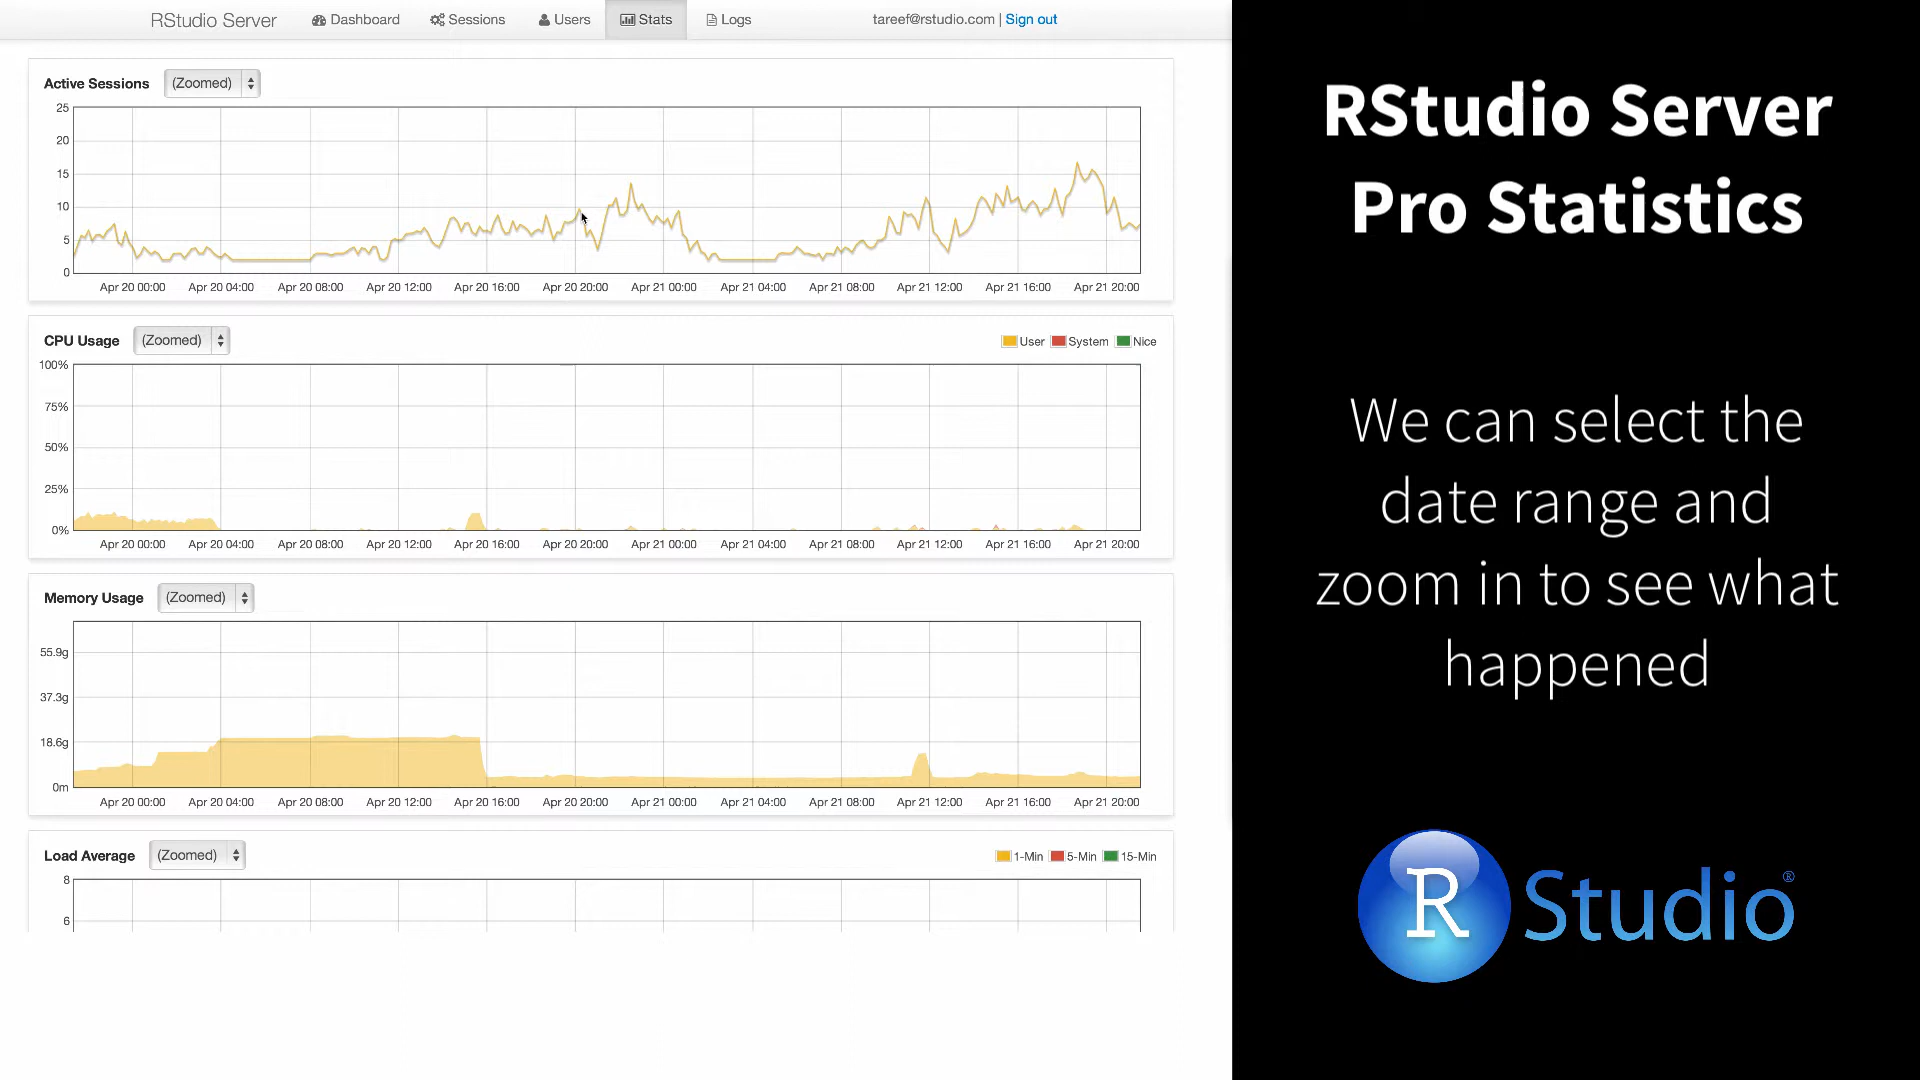 RStudio Server
Dashboard
Sessions
Users
Stats
Logs
tareef@rstudio.com | Sign out
Active Sessions (Zoomed)
25
20
15
10
5
0
Apr 20 00:00 Apr 20 04:00 Apr 20 08:00 Apr 20 12:00 Apr 20 16:00 Apr 20 20:00 Apr 21 00:00 Apr 21 04:00 Apr 21 08:00 Apr 21 12:00 Apr 21 16:00 Apr 21 20:00
CPU Usage (Zoomed)
User System Nice
100%
75%
50%
25%
0%
Apr 20 00:00 Apr 20 04:00 Apr 20 08:00 Apr 20 12:00 Apr 20 16:00 Apr 20 20:00 Apr 21 00:00 Apr 21 04:00 Apr 21 08:00 Apr 21 12:00 Apr 21 16:00 Apr 21 20:00
Memory Usage (Zoomed)
55.9g
37.3g
18.6g
0m
Apr 20 00:00 Apr 20 04:00 Apr 20 08:00 Apr 20 12:00 Apr 20 16:00 Apr 20 20:00 Apr 21 00:00 Apr 21 04:00 Apr 21 08:00 Apr 21 12:00 Apr 21 16:00 Apr 21 20:00
Load Average (Zoomed)
1-Min 5-Min 15-Min
8
6
RStudio Server
Pro Statistics
We can select the
date range and
zoom in to see what
happened
R Studio®